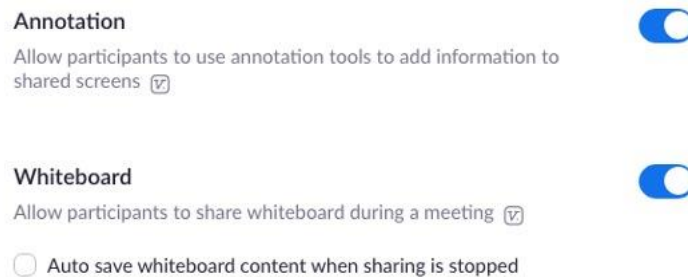 Annotation
Allow participants to use annotation tools to add information to
shared screens
Whiteboard
Allow participants to share whiteboard during a meeting
Auto save whiteboard content when sharing is stopped